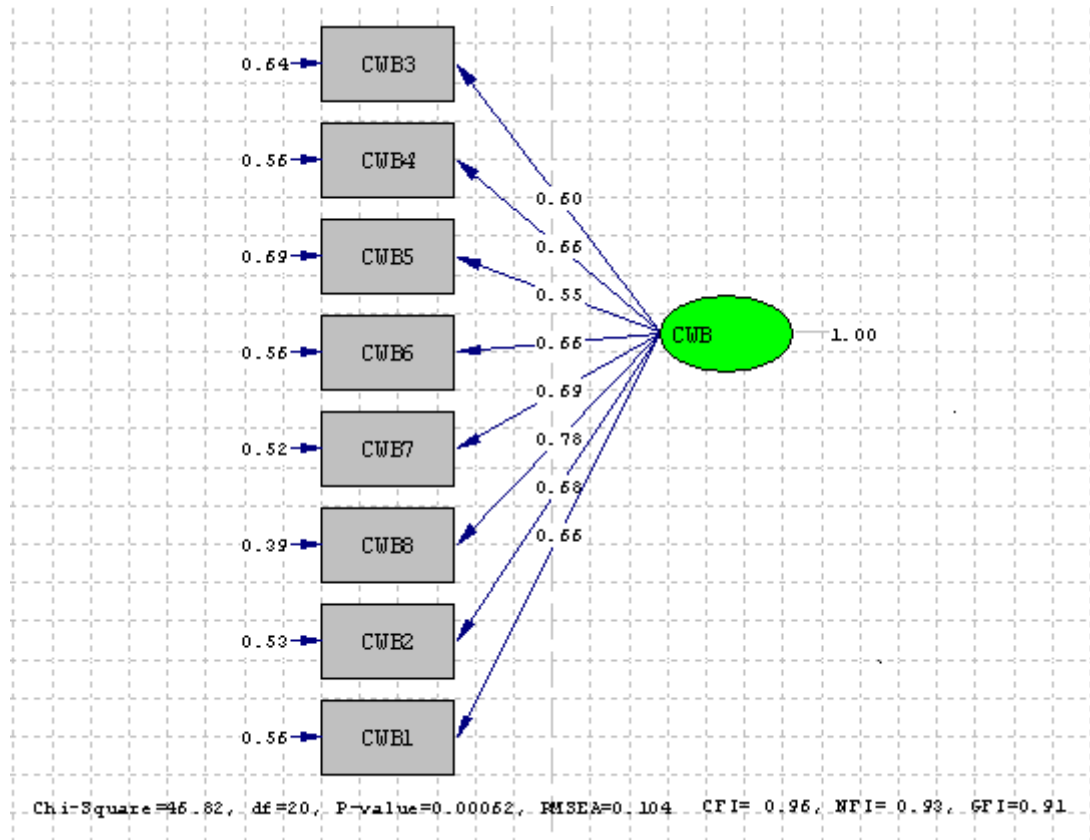 0.64 CWB3
0.56 CWB4
0.60
0.66
0.69 CWB5
0.55
CWB 1.00
0.56 CWB6
0.66
0.69
0.52 CWB7
0.78
0.68
0.39 CWB8
0.66
0.53 CWB2
0.56 CWB1
Chi-Square=46.82, df=20, P-value=0.00062, RMSEA=0.104 CFI= 0.96, NFI= 0.93, GFI=0.91